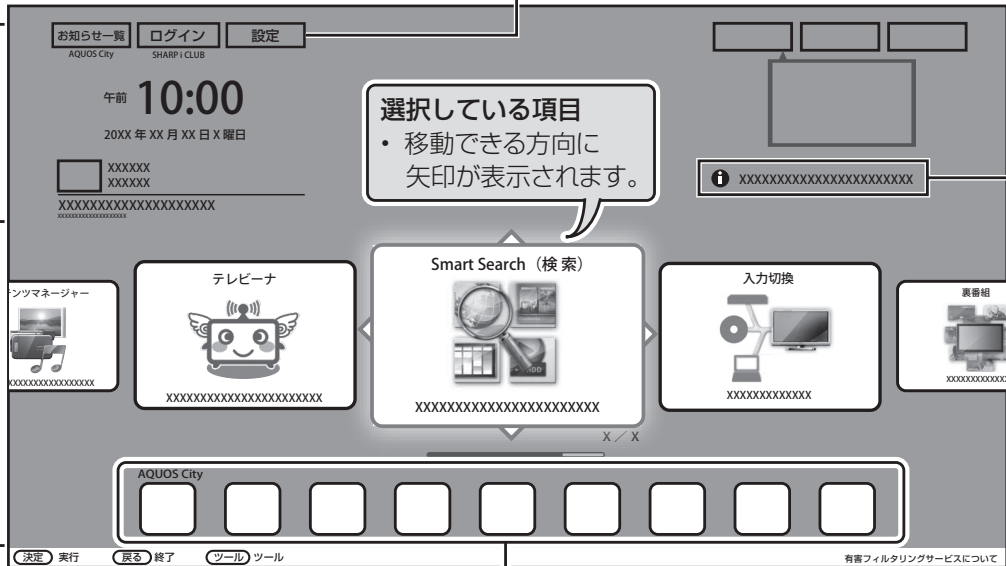 お知らせ一覧 ログイン 設定
AQUOS City SHARP i CLUB
午前 10:00
20XX 年 XX 月 XX 日 X 曜日
XXXXXX
XXXXXX
XXXXXXXXXXXXXXXXXXXX
XXXXXXXXXXXXXXXXXXXX
選択している項目
• 移動できる方向に
矢印が表示されます。
i XXXXXXXXXXXXXXXXXXXXXXX
ンツマネージャー
XXXXXXXXXXXXXXXXX
テレビーナ
XXXXXXXXXXXXXXXXXXXXXXX
Smart Search（検索）
HDD
XXXXXXXXXXXXXXXXXXXXXXX
入力切換
XXXXXXXXXXXXX
裏番組
XXXXXXXXXXXX
X／X
AQUOS City
決定 実行 戻る 終了 ツール ツール
有害フィルタリングサービスについて